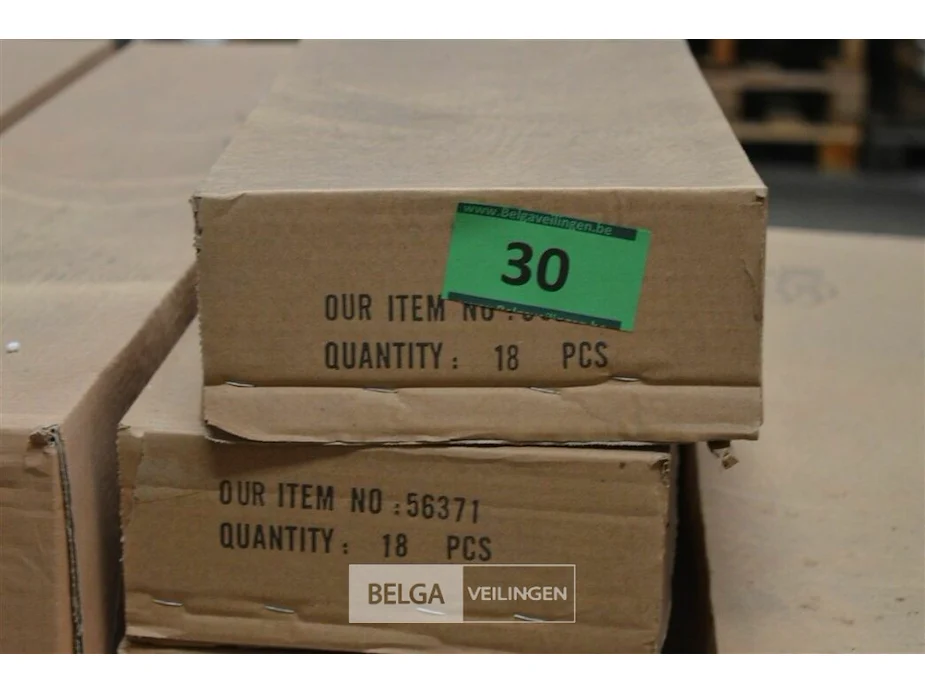 www.Belgaveilingen.be
30
OUR ITEM NO :
QUANTITY : 18 PCS
OUR ITEM NO :56371
QUANTITY : 18 PCS
BELGA VEILINGEN